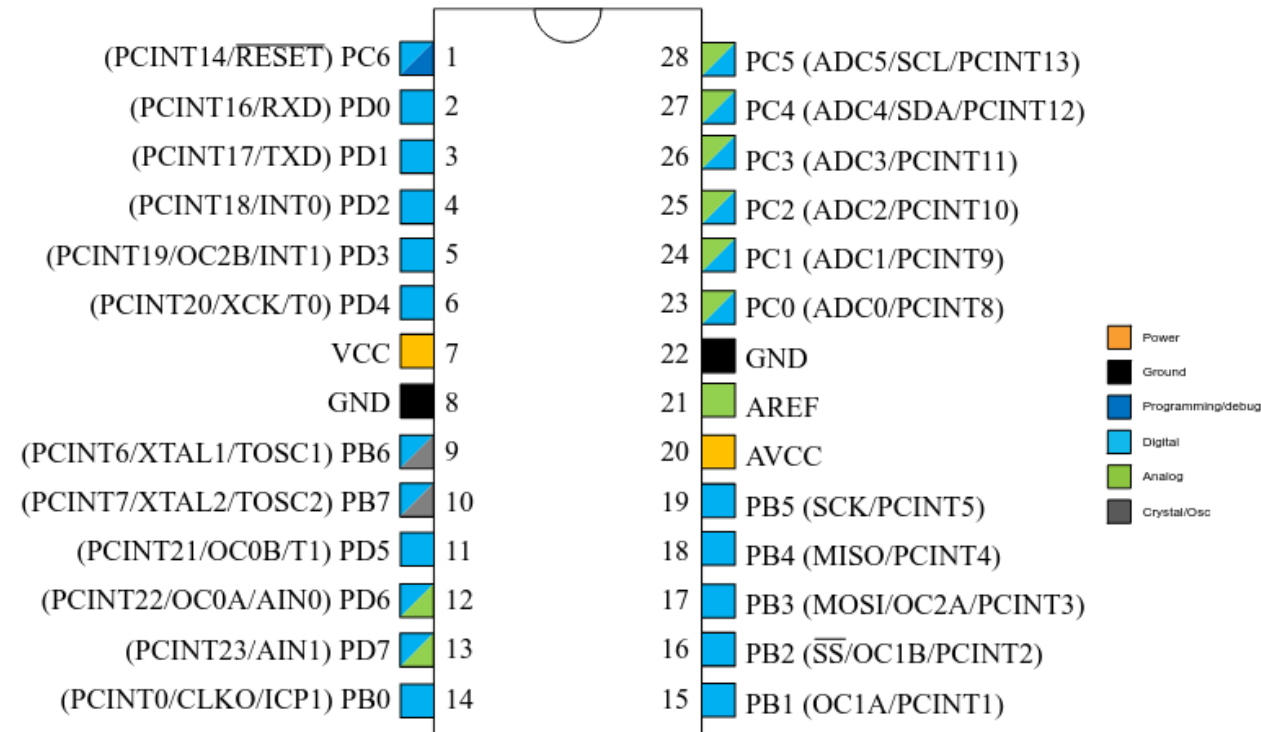 (PCINT14/RESET) PC6 1
(PCINT16/RXD) PD0 2
(PCINT17/TXD) PD1 3
(PCINT18/INT0) PD2 4
(PCINT19/OC2B/INT1) PD3 5
(PCINT20/XCK/T0) PD4 6
VCC 7
GND 8
(PCINT6/XTAL1/TOSC1) PB6 9
(PCINT7/XTAL2/TOSC2) PB7 10
(PCINT21/OC0B/T1) PD5 11
(PCINT22/OC0A/AIN0) PD6 12
(PCINT23/AIN1) PD7 13
(PCINT0/CLKO/ICP1) PB0 14
28 PC5 (ADC5/SCL/PCINT13)
27 PC4 (ADC4/SDA/PCINT12)
26 PC3 (ADC3/PCINT11)
25 PC2 (ADC2/PCINT10)
24 PC1 (ADC1/PCINT9)
23 PC0 (ADC0/PCINT8)
22 GND
21 AREF
20 AVCC
19 PB5 (SCK/PCINT5)
18 PB4 (MISO/PCINT4)
17 PB3 (MOSI/OC2A/PCINT3)
16 PB2 (SS/OC1B/PCINT2)
15 PB1 (OC1A/PCINT1)
Power
Ground
Programming/debug
Digital
Analog
Crystal/Osc